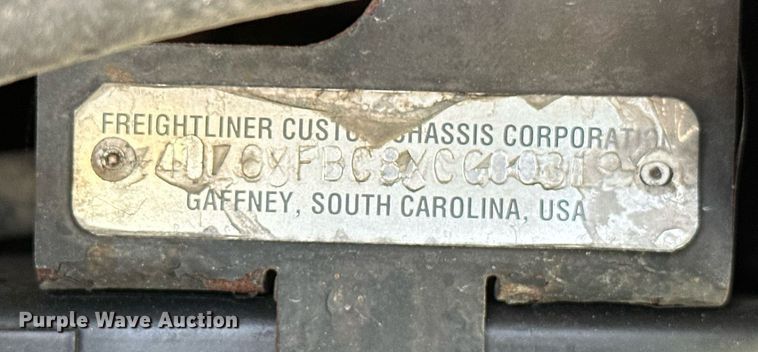 FREIGHTLINER CUSTOM CHASSIS CORPORATION
GAFFNEY, SOUTH CAROLINA, USA
Purple Wave Auction